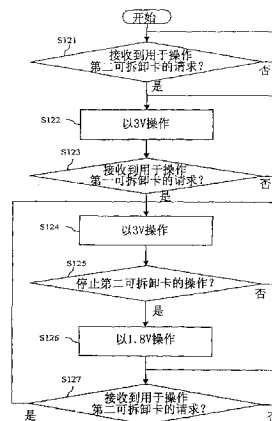 开始
S121
接收到用于操作
第二可拆卸卡的请求?
否
是
S122
以3V操作
S123
接收到用于操作
第一可拆卸卡的请求?
否
是
S124
以3V操作
S125
停止第二可拆卸卡的操作?
否
是
S126
以1.8V操作
S127
接收到用于操作
第二可拆卸卡的请求?
是
否